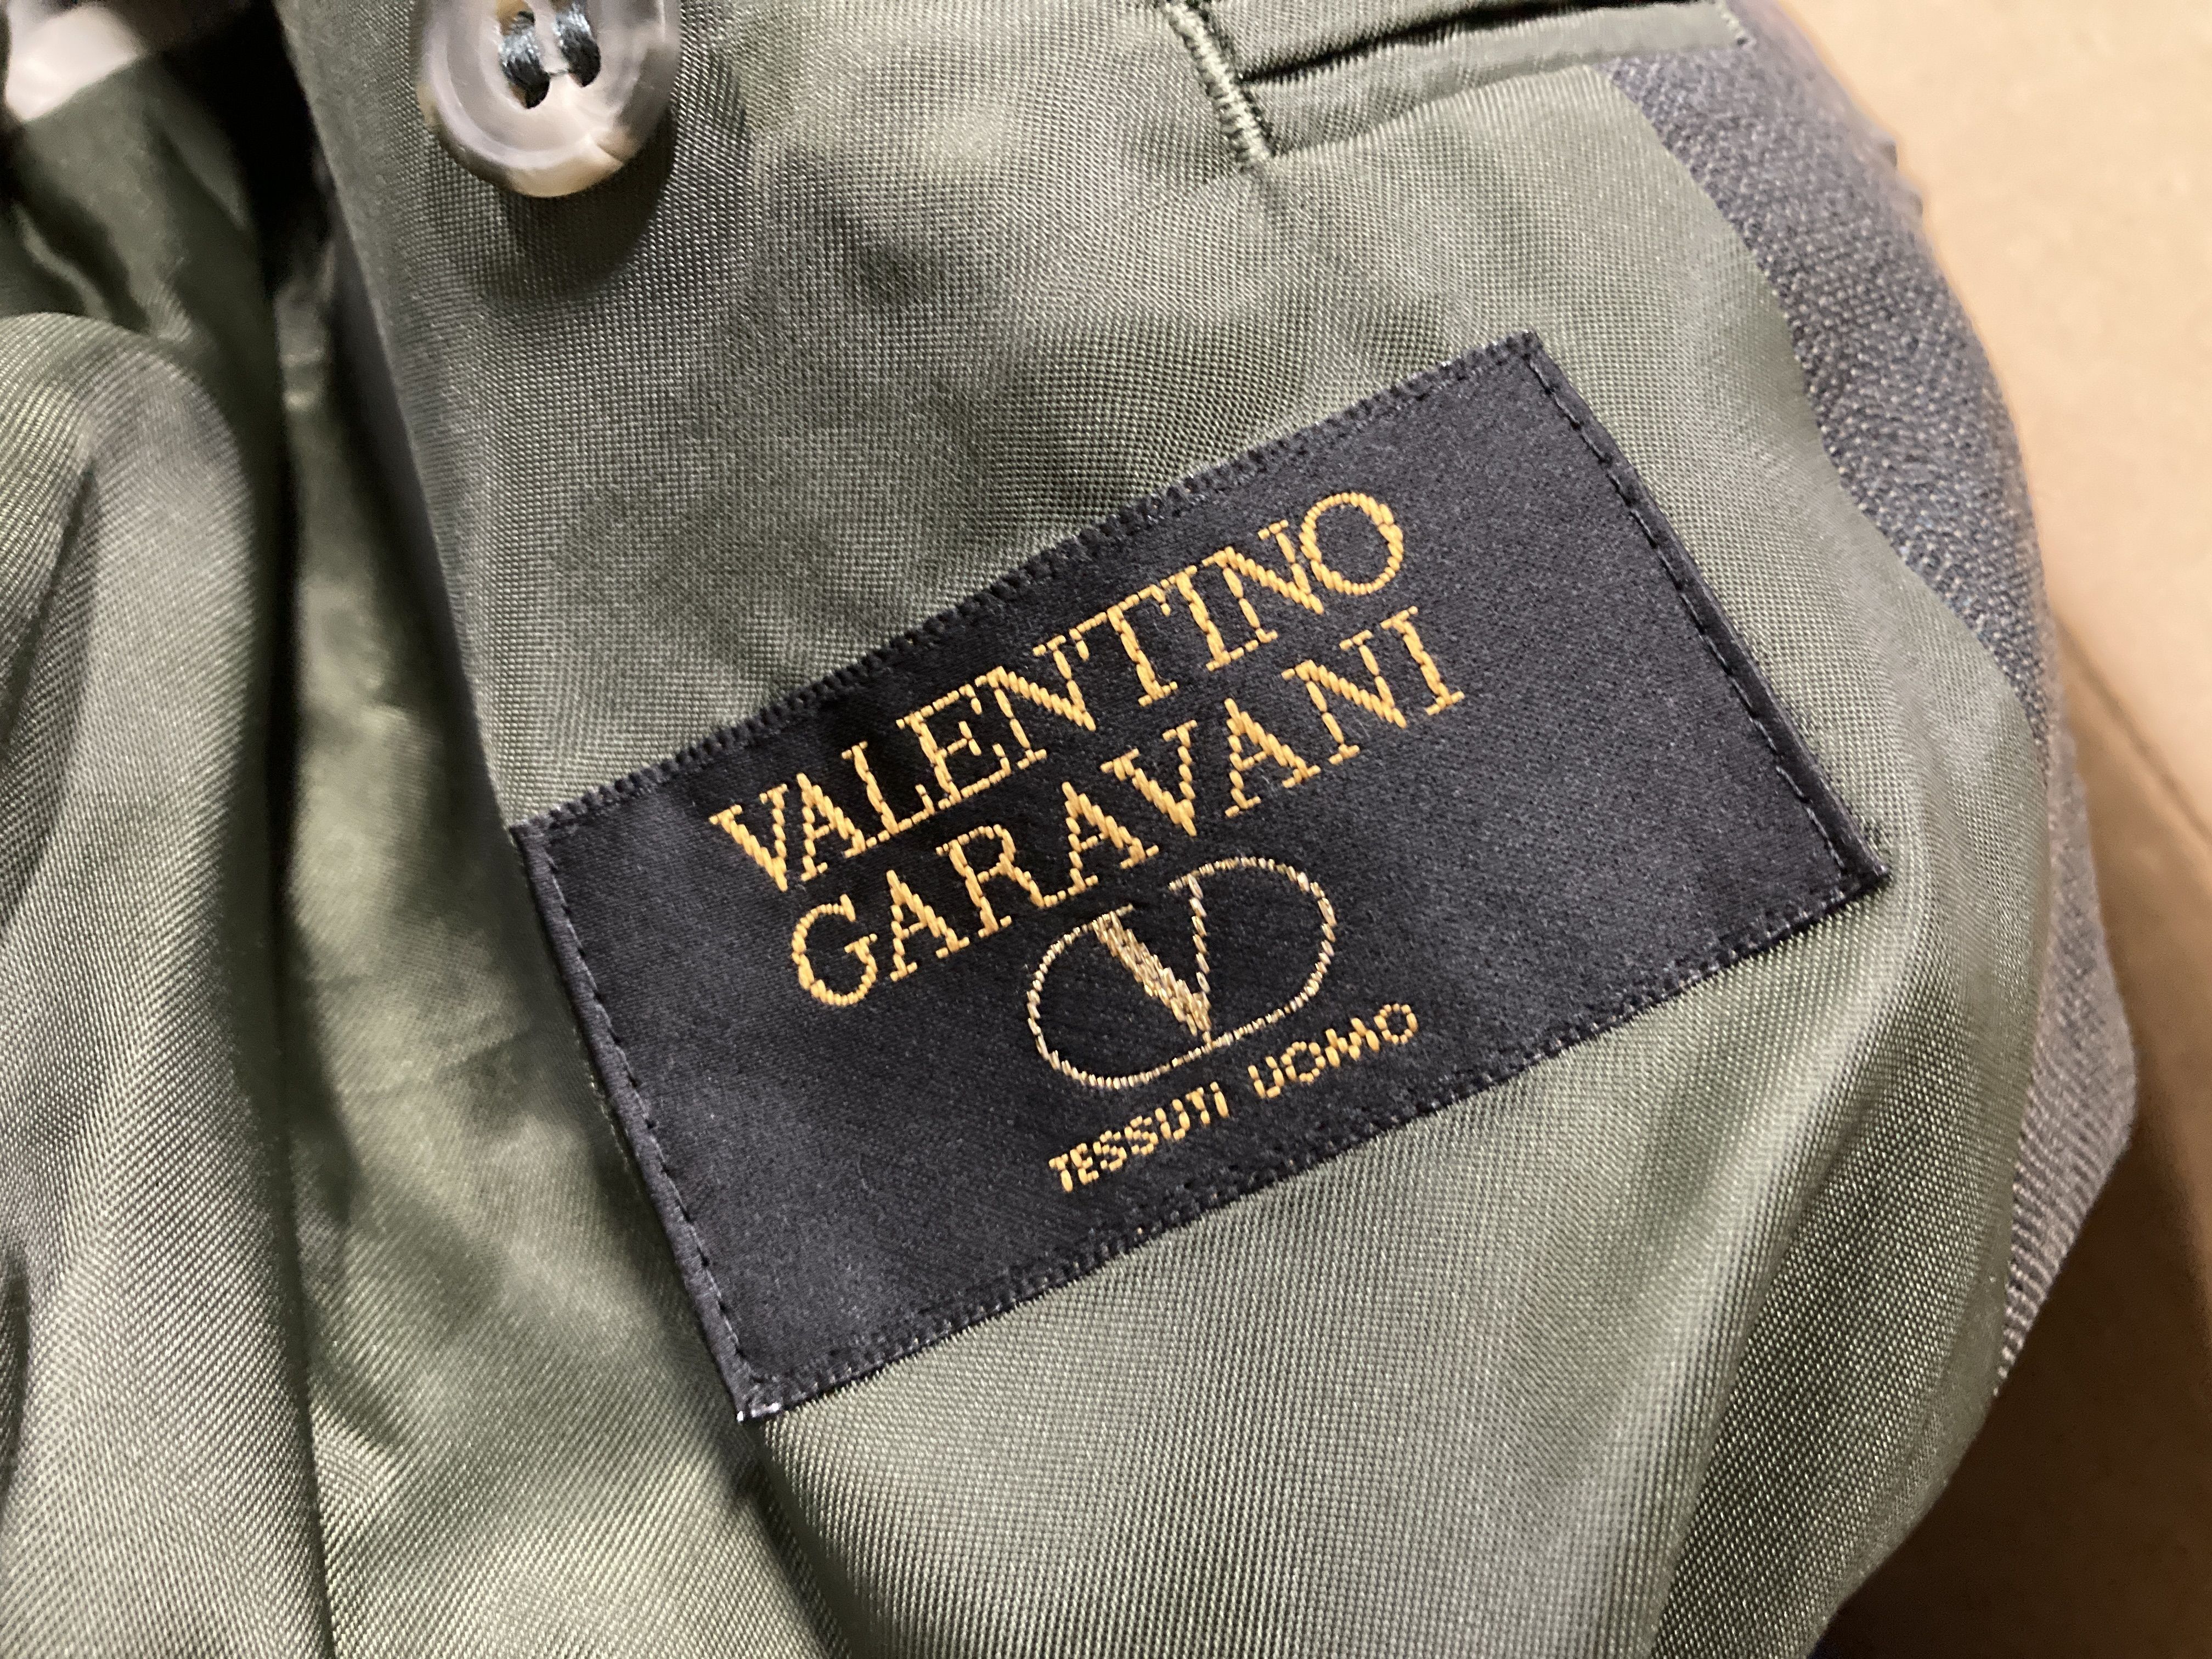 VALENTINO
GARAVANI
V
TESSUTI UOMO